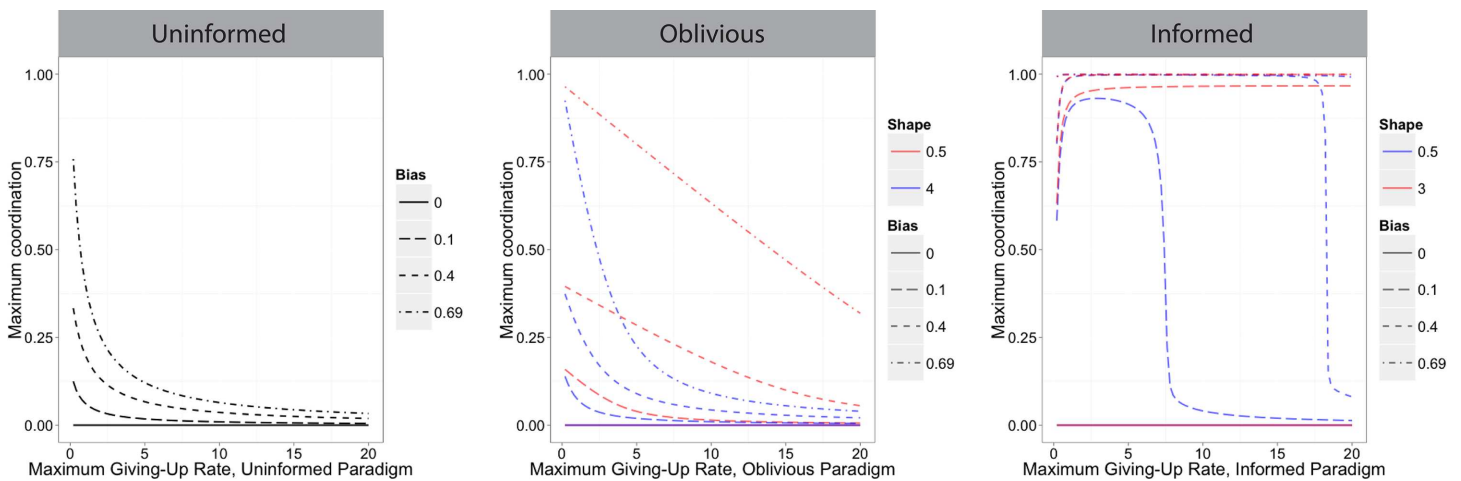 Uninformed
Maximum coordination
1.00
0.75
0.50
0.25
0.00
0 5 10 15 20
Maximum Giving-Up Rate, Uninformed Paradigm
Bias
0
0.1
0.4
0.69
Oblivious
Maximum coordination
1.00
0.75
0.50
0.25
0.00
0 5 10 15 20
Maximum Giving-Up Rate, Oblivious Paradigm
Shape
0.5
4
Bias
0
0.1
0.4
0.69
Informed
Maximum coordination
1.00
0.75
0.50
0.25
0.00
0 5 10 15 20
Maximum Giving-Up Rate, Informed Paradigm
Shape
0.5
3
Bias
0
0.1
0.4
0.69